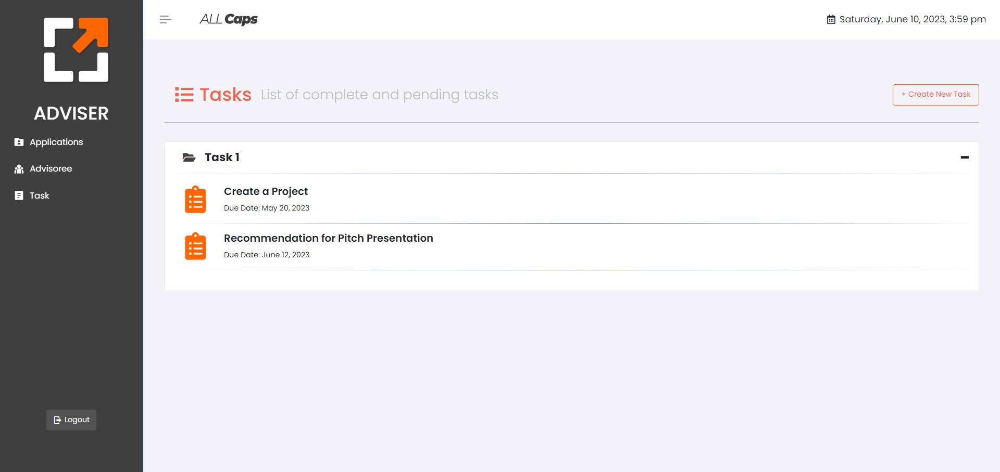 ALL Caps
Saturday, June 10, 2023, 3:59 pm
ADVISER
Applications
Advisoree
Task
Logout
Tasks List of complete and pending tasks
+ Create New Task
Task 1
Create a Project
Due Date: May 20, 2023
Recommendation for Pitch Presentation
Due Date: June 12, 2023